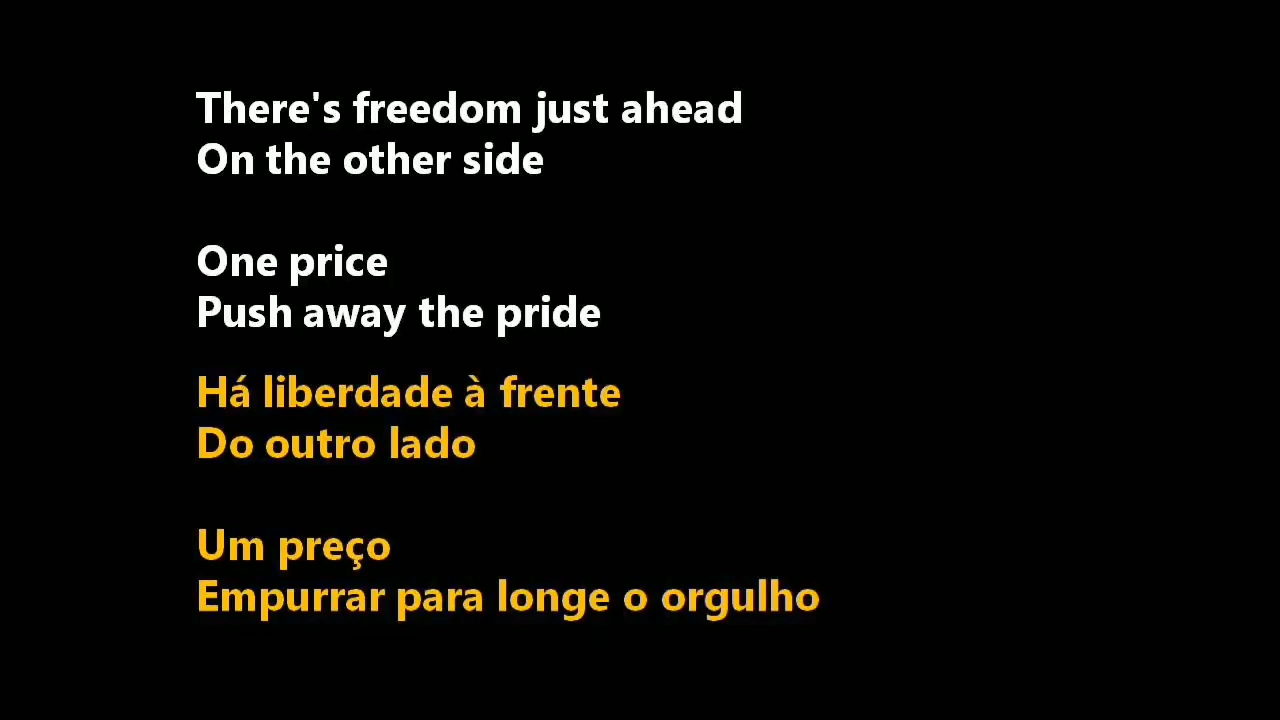 There's freedom just ahead
On the other side
One price
Push away the pride
Há liberdade à frente
Do outro lado
Um preço
Empurrar para longe o orgulho